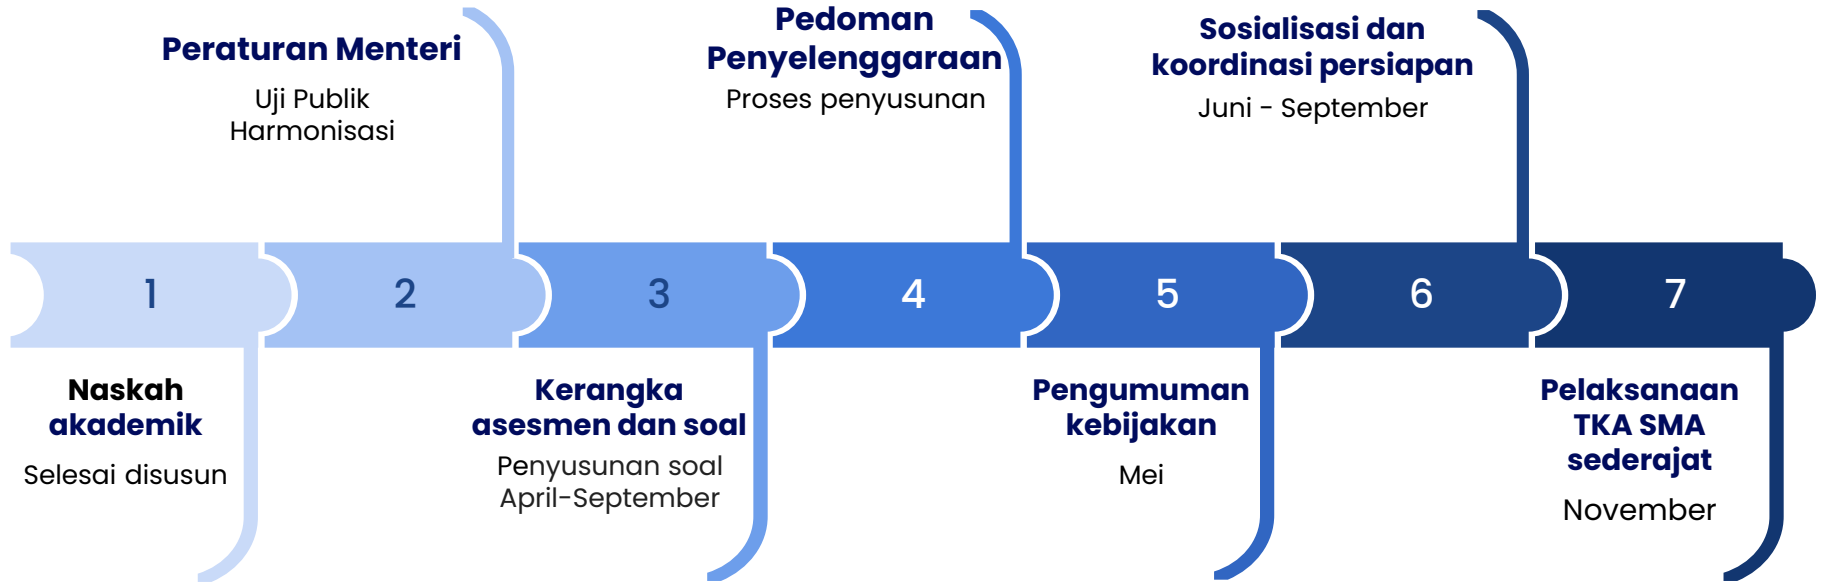 Peraturan Menteri
Uji Publik
Harmonisasi
Pedoman
Penyelenggaraan
Proses penyusunan
Sosialisasi dan
koordinasi persiapan
Juni - September
1
2
3
4
5
6
7
Naskah
akademik
Selesai disusun
Kerangka
asesmen dan soal
Penyusunan soal
April-September
Pengumuman
kebijakan
Mei
Pelaksanaan
TKA SMA
sederajat
November